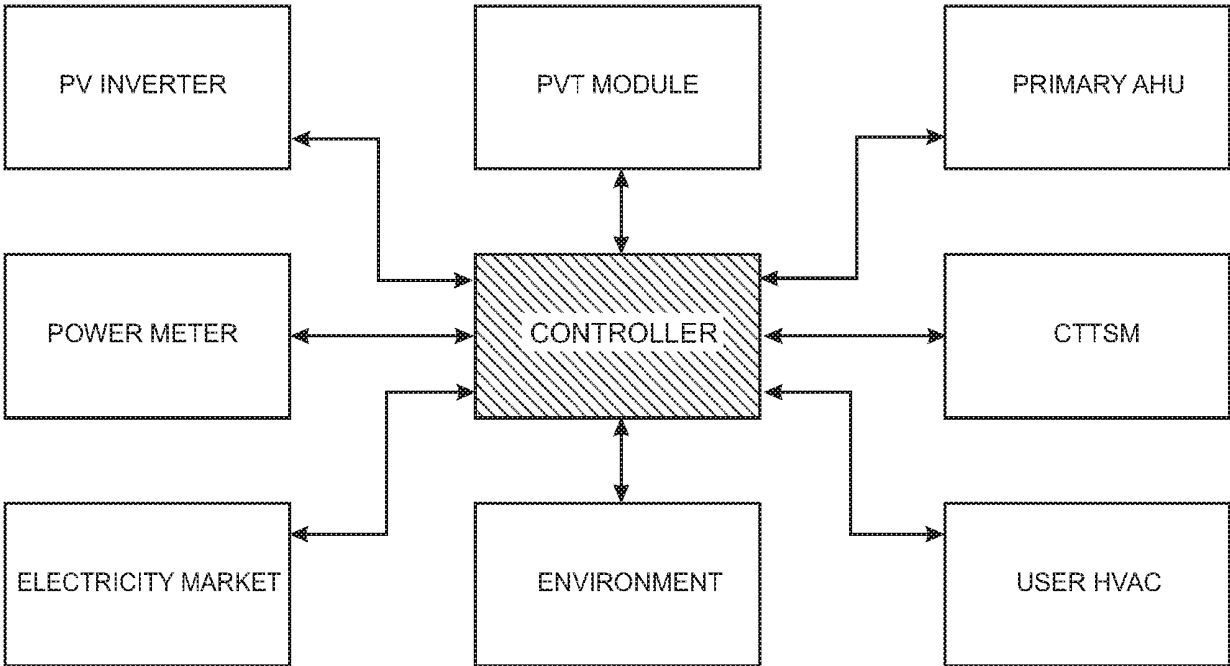 PV INVERTER
PVT MODULE
PRIMARY AHU
POWER METER
CONTROLLER
CTTSM
ELECTRICITY MARKET
ENVIRONMENT
USER HVAC